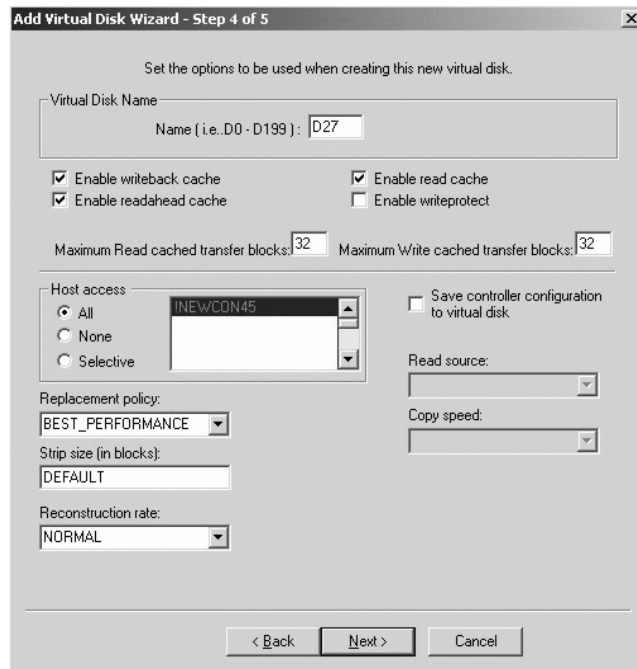 Add Virtual Disk Wizard - Step 4 of 5
Set the options to be used when creating this new virtual disk.
Virtual Disk Name
Name ( i.e..D0 - D199 ) : D27
Enable writeback cache
Enable read cache
Enable readahead cache
Enable writeprotect
Maximum Read cached transfer blocks: 32 Maximum Write cached transfer blocks: 32
Host access
All
None
Selective
!NEWCON45
Save controller configuration
to virtual disk
Read source:
Copy speed:
Replacement policy:
BEST_PERFORMANCE
Strip size (in blocks):
DEFAULT
Reconstruction rate:
NORMAL
< Back Next > Cancel